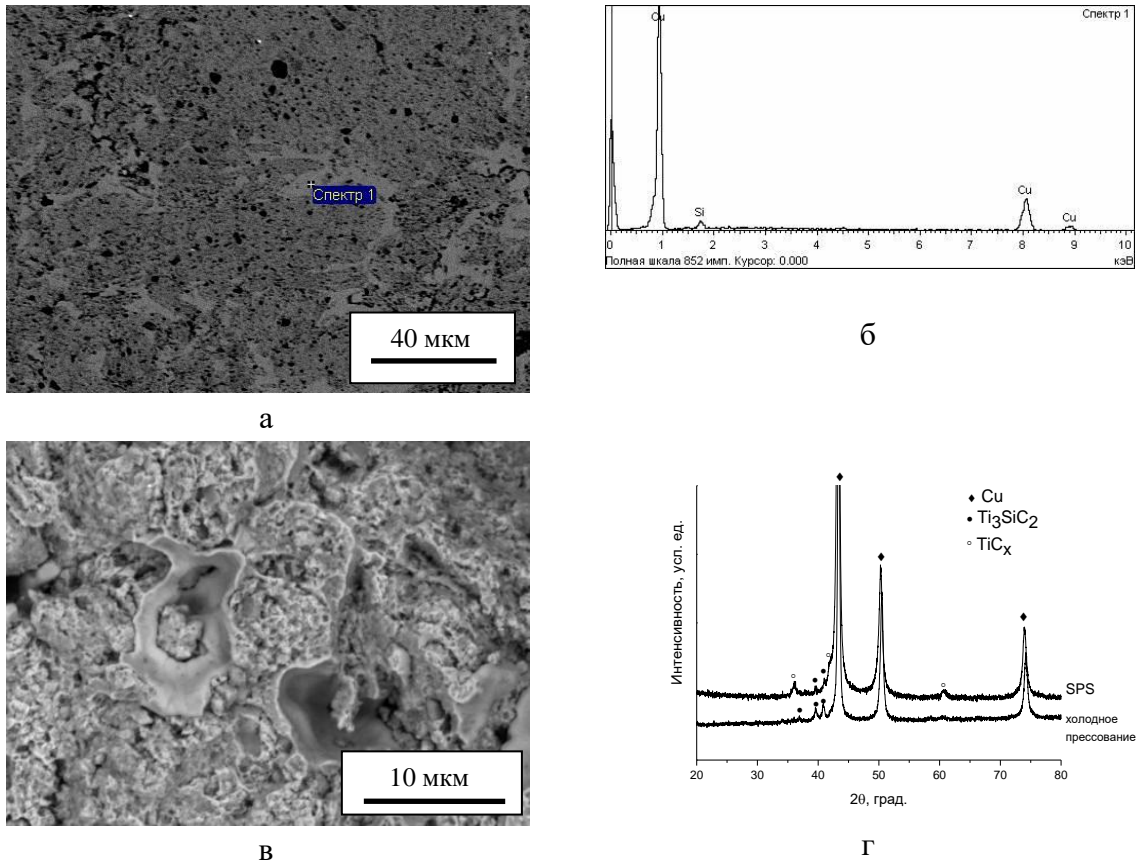 Спектр 1
40 мкм
а
Спектр 1
Cu
Si
Cu
Cu
0 1 2 3 4 5 6 7 8 9 10
Полная шкала 852 имп. Курсор: 0.000 кэВ
б
10 мкм
в
Cu
Ti3SiC2
TiCX
Интенсивность, усл. ед.
SPS
холодное
прессование
20 30 40 50 60 70 80
2θ, град.
г